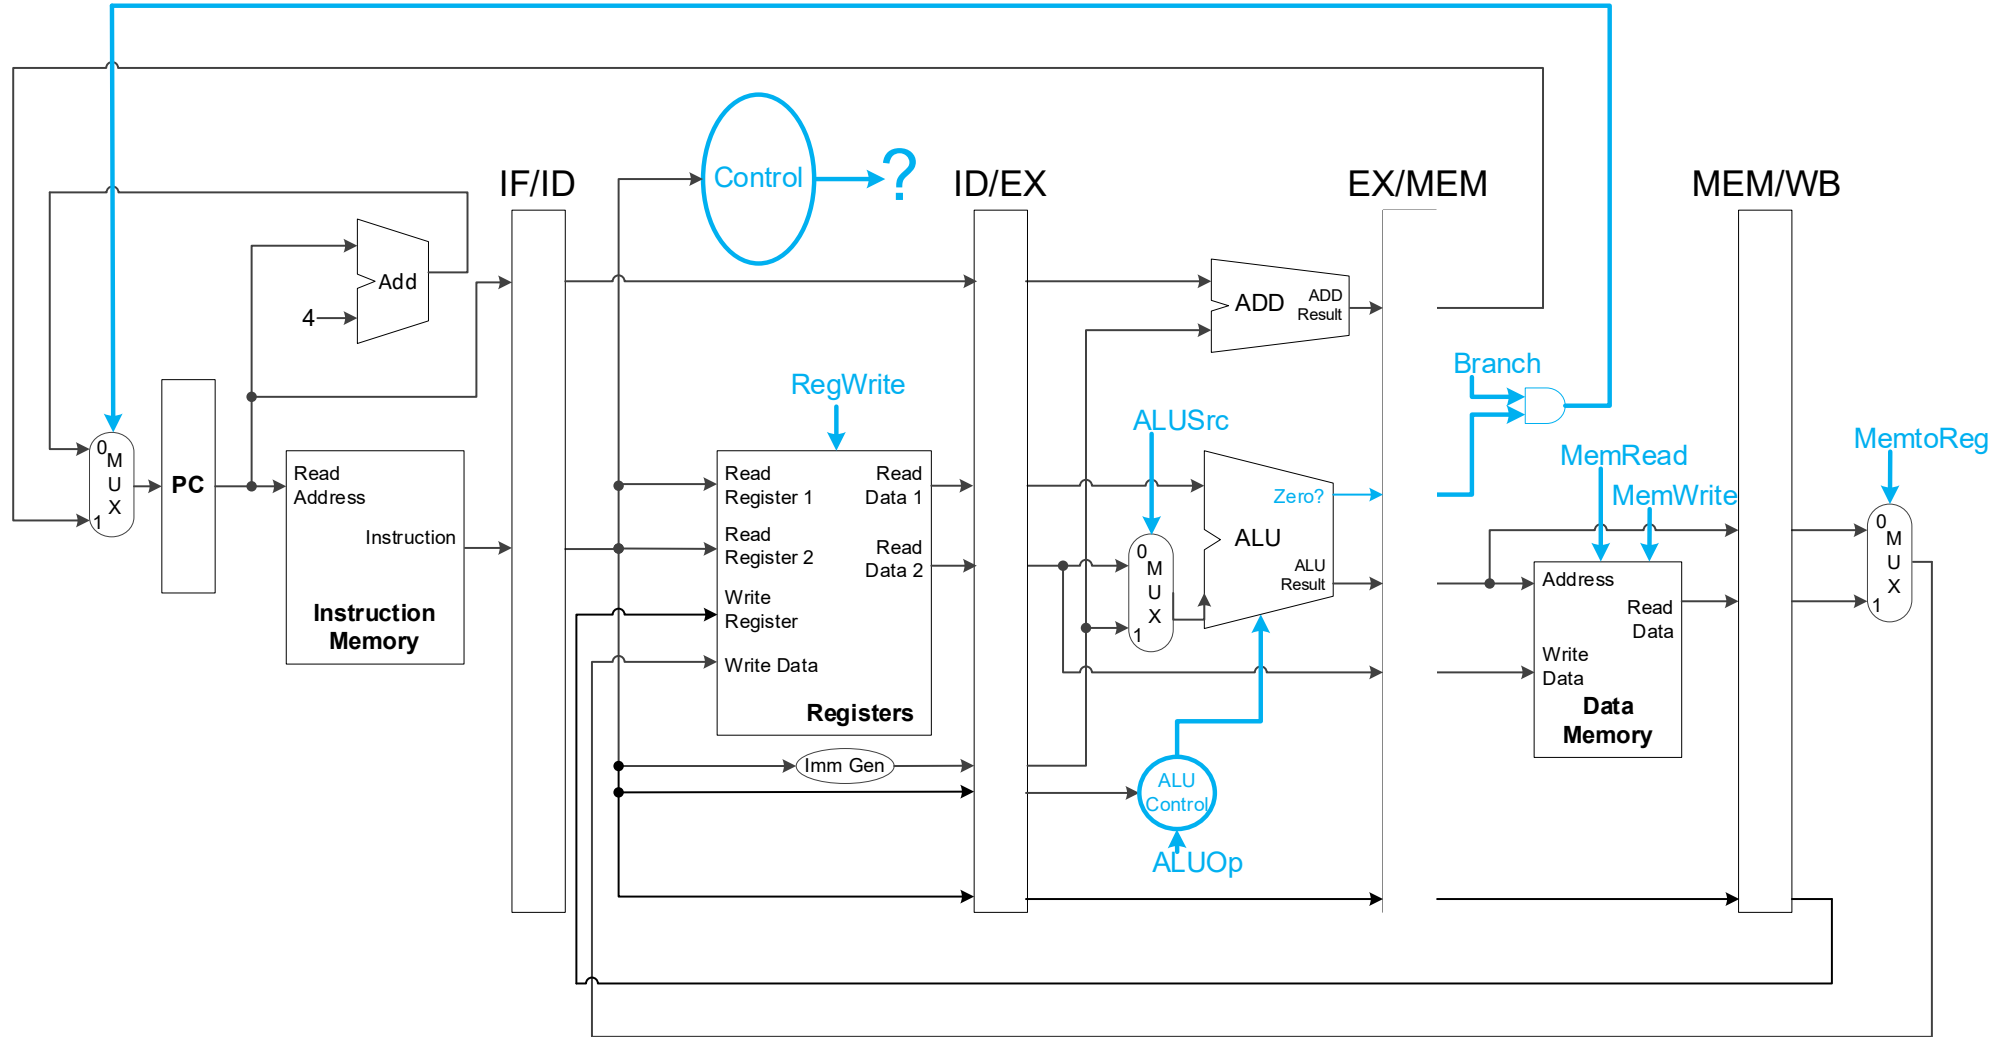 IF/ID
Control
?
ID/EX
EX/MEM
MEM/WB
Add
4
ADD
ADD
Result
Branch
RegWrite
ALUSrc
MemRead
MemWrite
MemtoReg
0
M
U
X
1
PC
Read
Address
Instruction
Instruction
Memory
Read
Register 1
Read
Data 1
Read
Register 2
Read
Data 2
Write
Register
Write Data
Registers
Imm Gen
0
M
U
X
1
Zero?
ALU
ALU
Result
ALU
Control
ALUOp
Address
Read
Data
Write
Data
Data
Memory
0
M
U
X
1